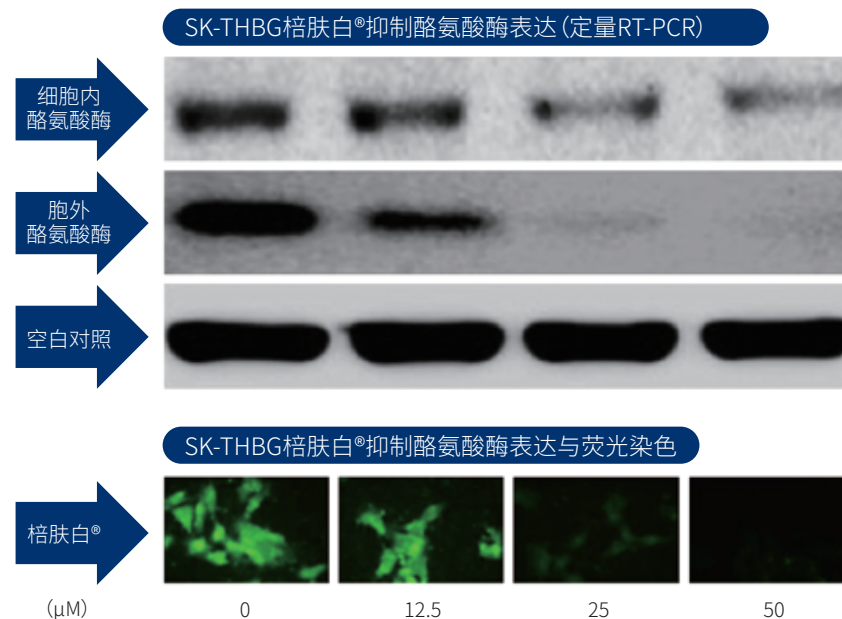 SK-THBG棓肤白®抑制酪氨酸酶表达(定量RT-PCR)
细胞内
酪氨酸酶
胞外
酪氨酸酶
空白对照
SK-THBG棓肤白®抑制酪氨酸酶表达与荧光染色
棓肤白®
(μM)
0
12.5
25
50